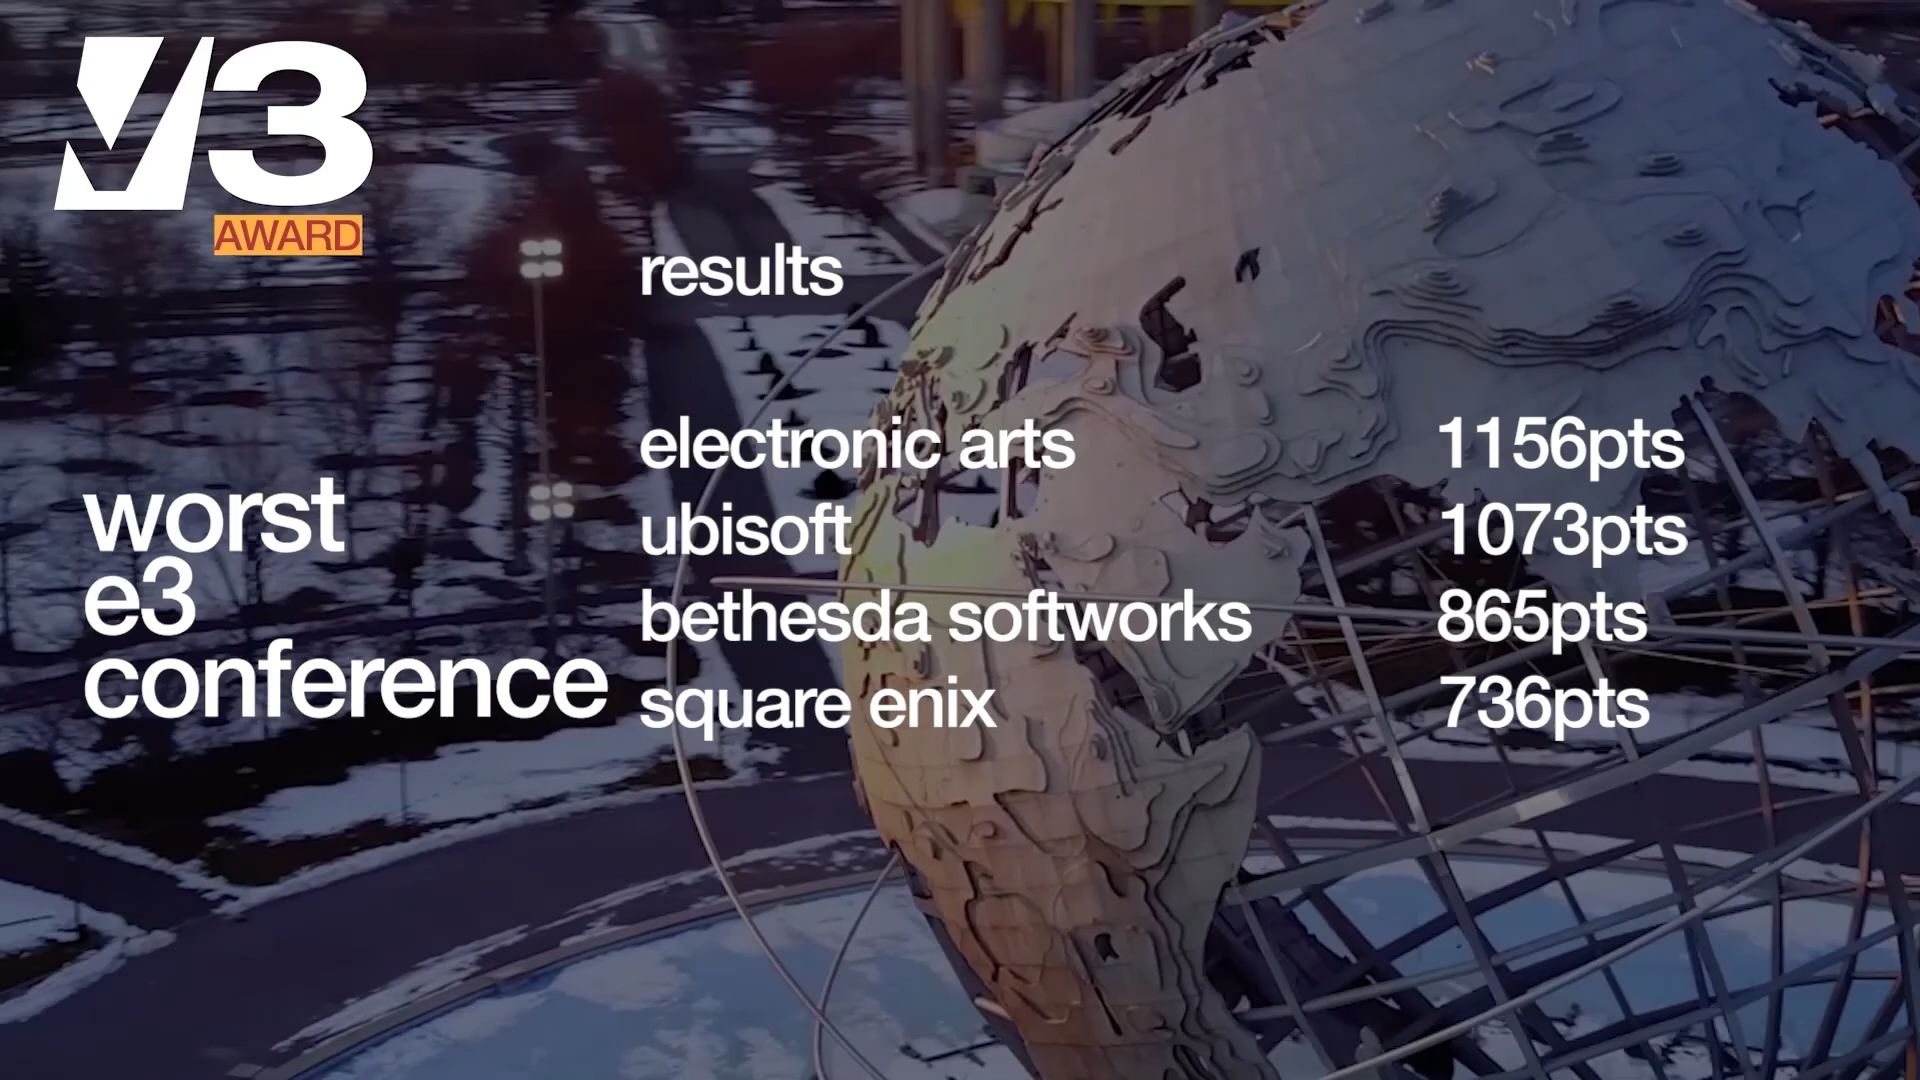 V3
AWARD
worst
e3
conference
results
electronic arts 1156pts
ubisoft 1073pts
bethesda softworks 865pts
square enix 736pts